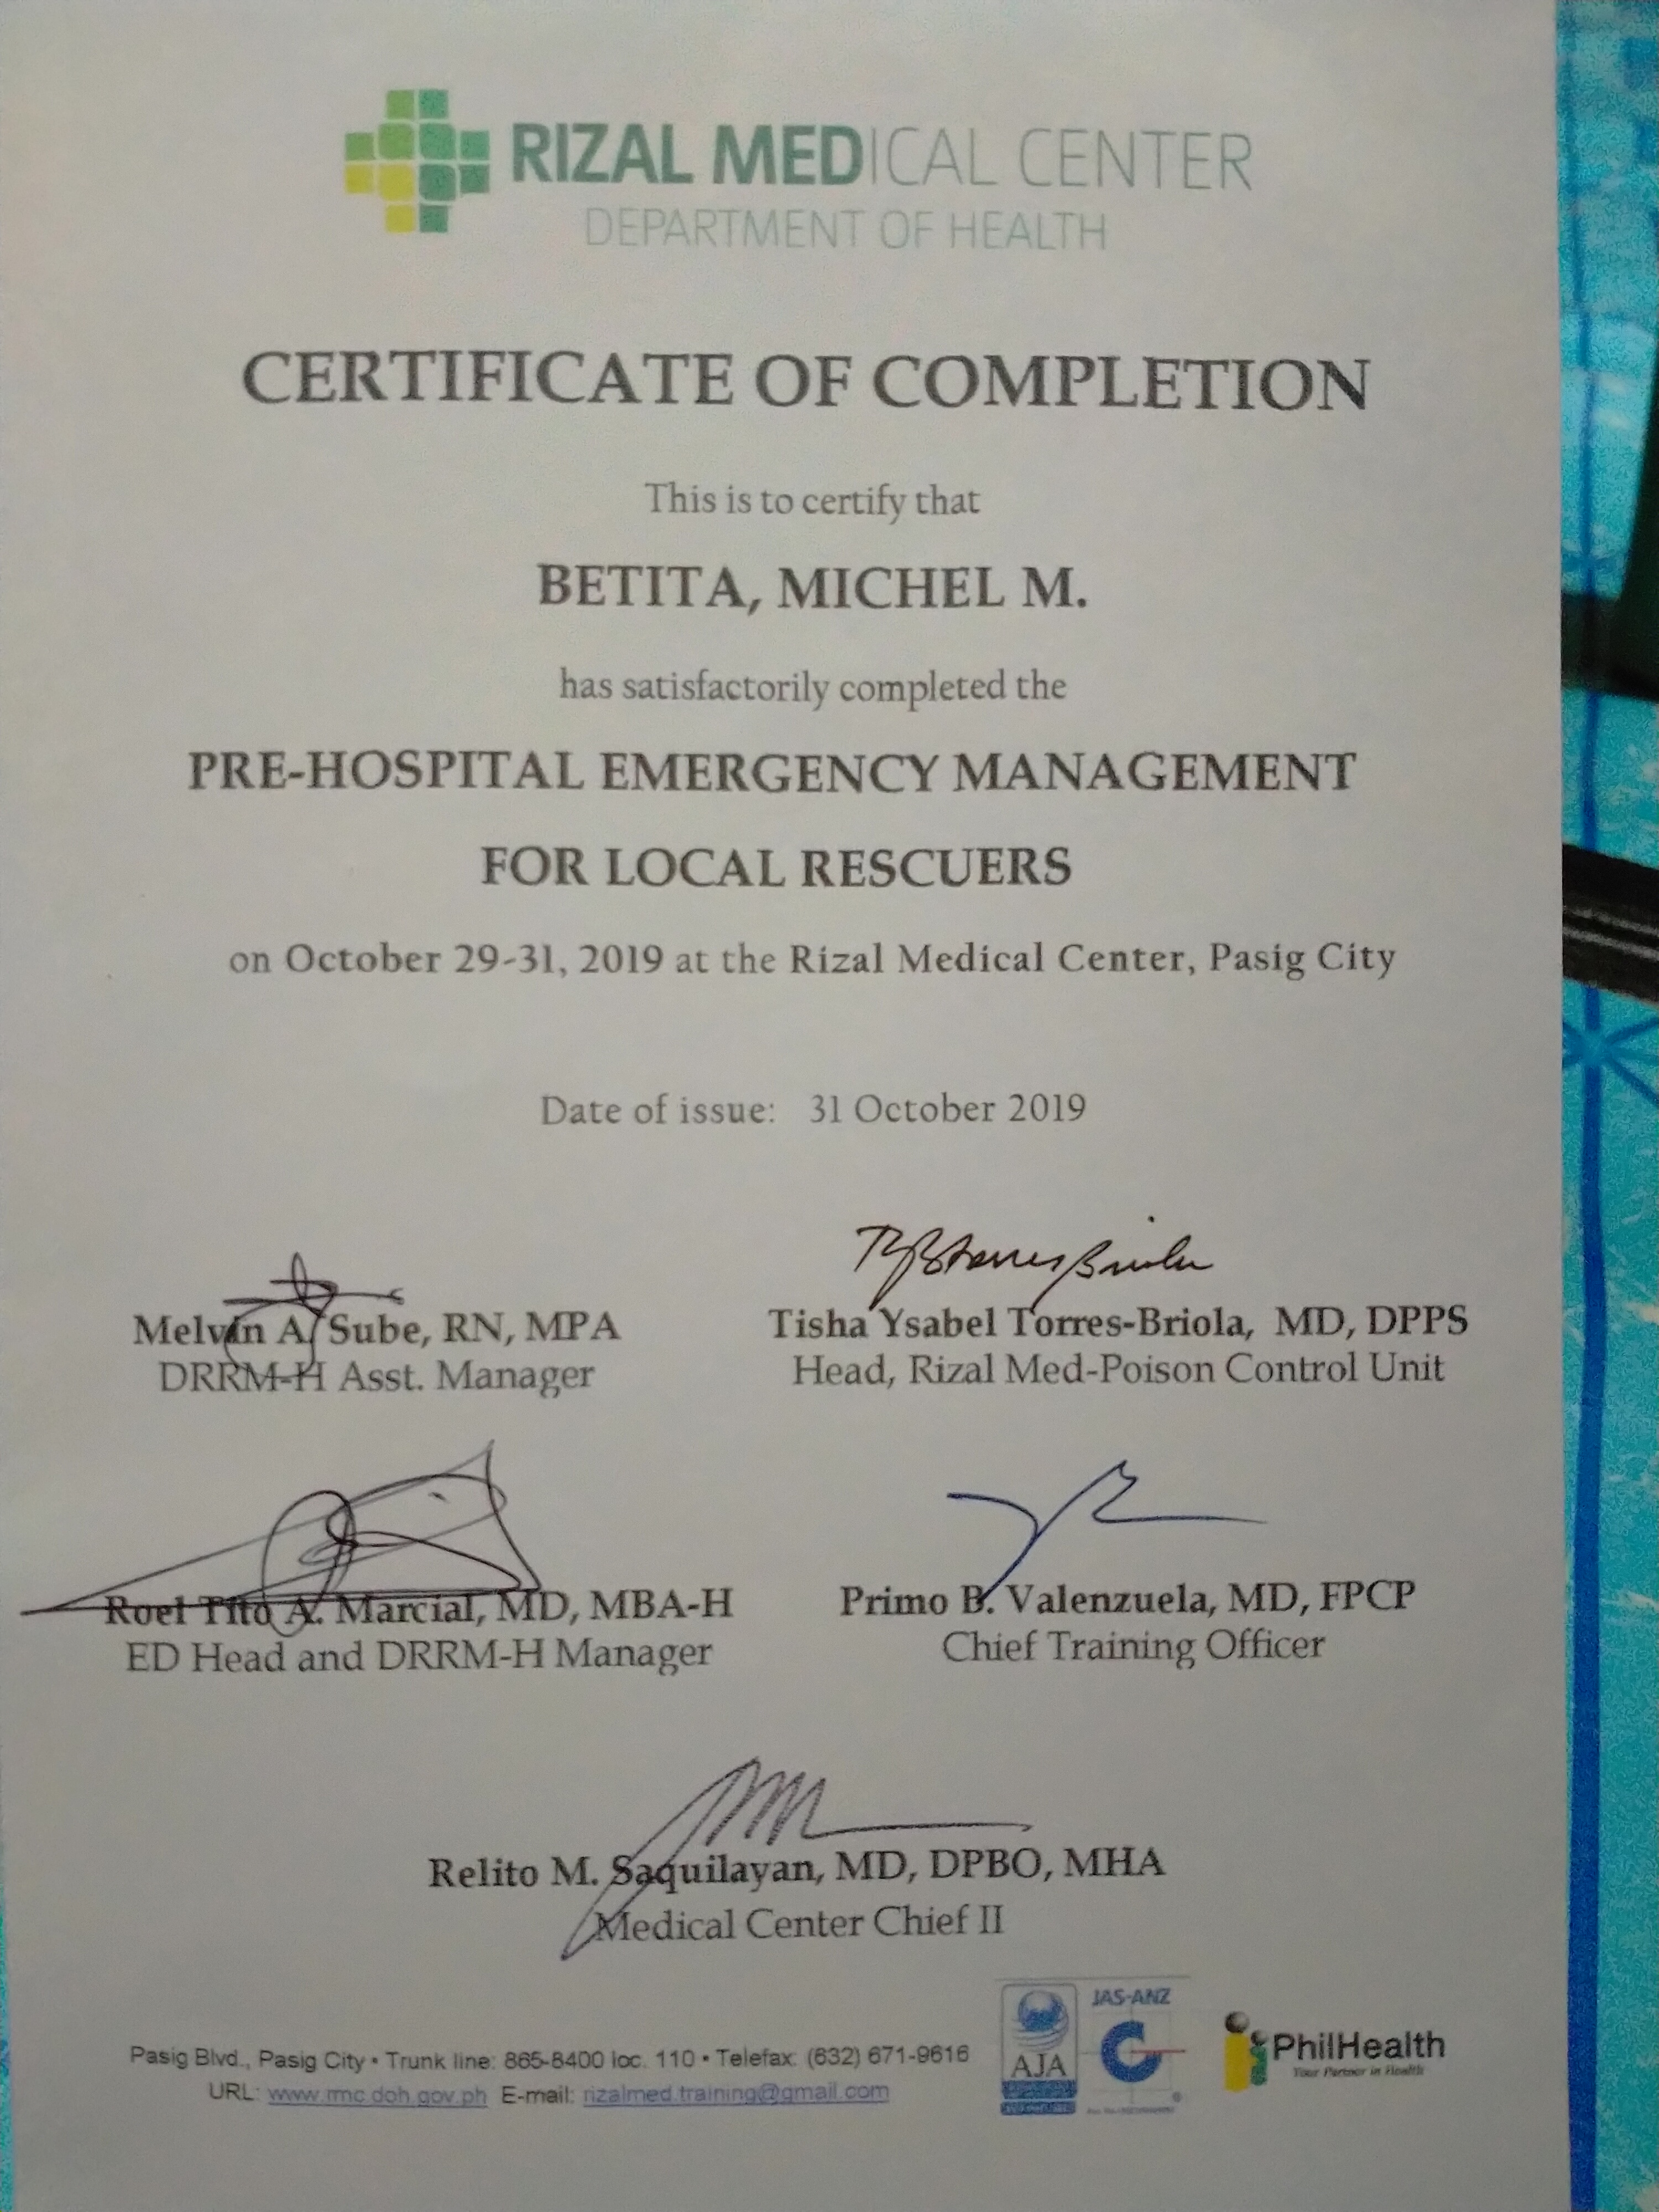 RIZAL MEDICAL CENTER
DEPARTMENT OF HEALTH
CERTIFICATE OF COMPLETION
This is to certify that
BETITA, MICHEL M.
has satisfactorily completed the
PRE-HOSPITAL EMERGENCY MANAGEMENT
FOR LOCAL RESCUERS
on October 29-31, 2019 at the Rizal Medical Center, Pasig City
Date of issue: 31 October 2019
Melvin A. Sube, RN, MPA
DRRM-H Asst. Manager
Tisha Ysabel Torres-Briola, MD, DPPS
Head, Rizal Med-Poison Control Unit
Roel Tito A. Marcial, MD, MBA-H
ED Head and DRRM-H Manager
Primo B. Valenzuela, MD, FPCP
Chief Training Officer
Relito M. Saquilayan, MD, DPBO, MHA
Medical Center Chief II
Pasig Blvd., Pasig City • Trunk line: 865-8400 loc. 110 • Telefax: (632) 671-9616
URL: www.rmc.doh.gov.ph E-mail: rizalmed.training@gmail.com
AJA
JAS-ANZ
PhilHealth
Your Partner in Health